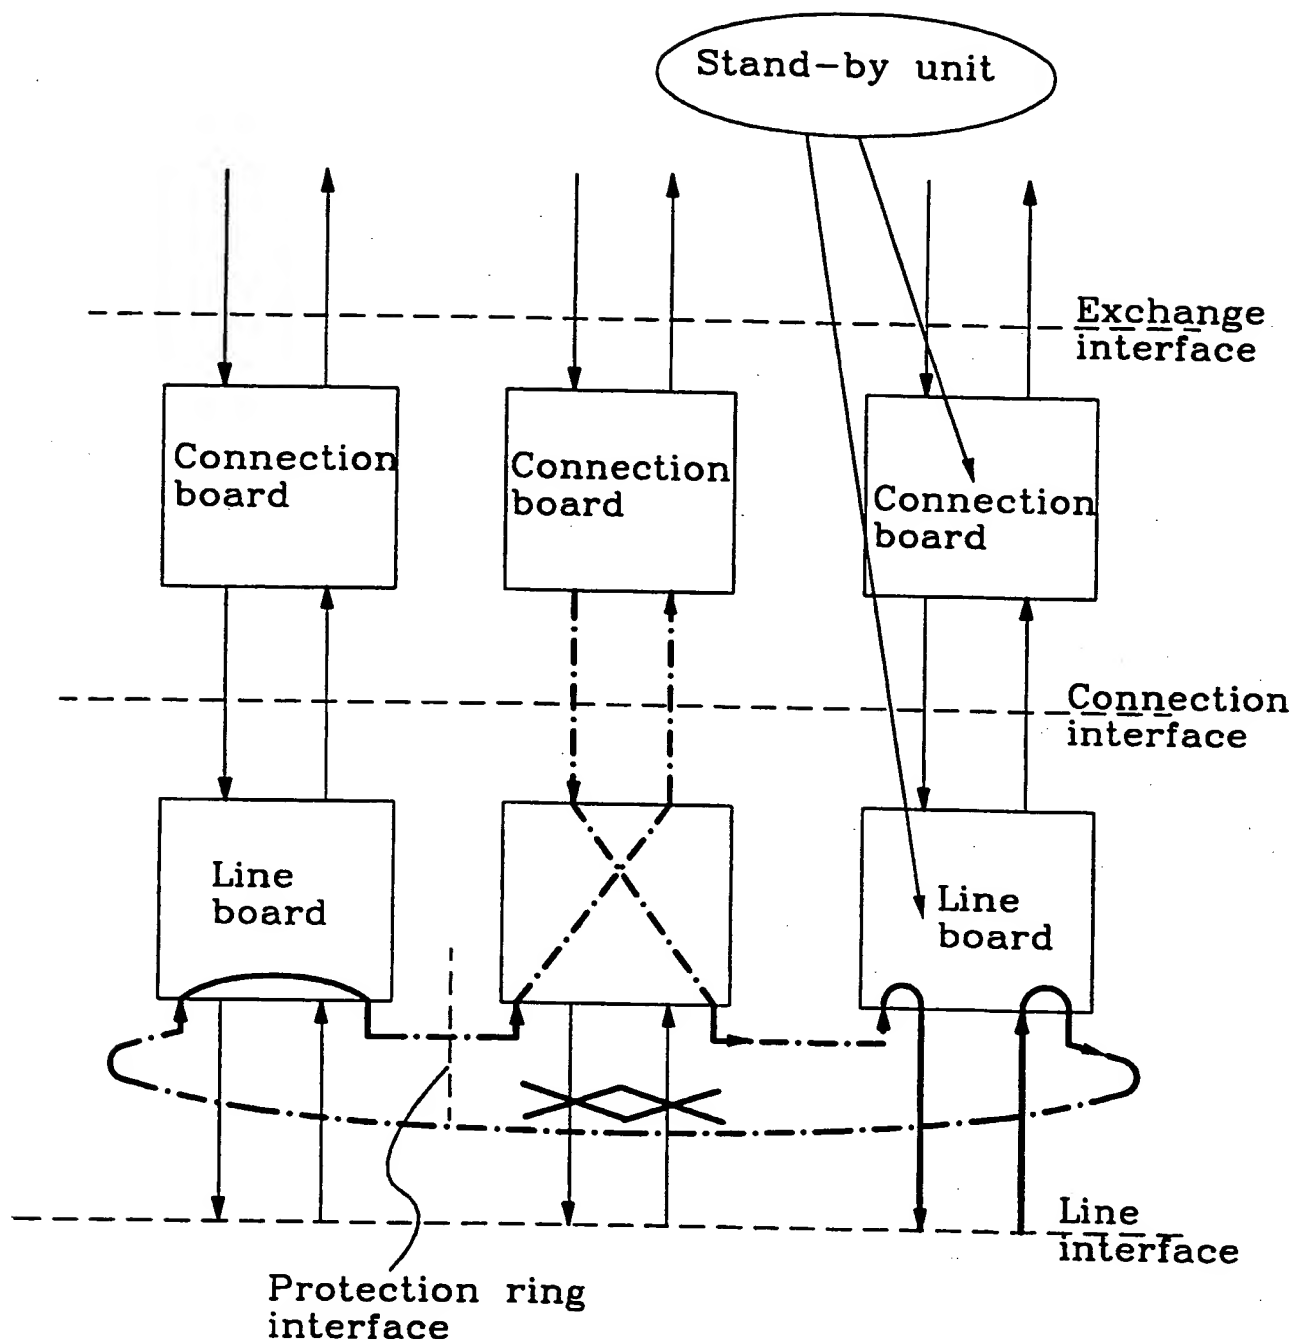 Stand-by unit
Exchange
interface
Connection
board
Connection
board
Connection
board
Connection
interface
Line
board
Line
board
Line
interface
Protection ring
interface